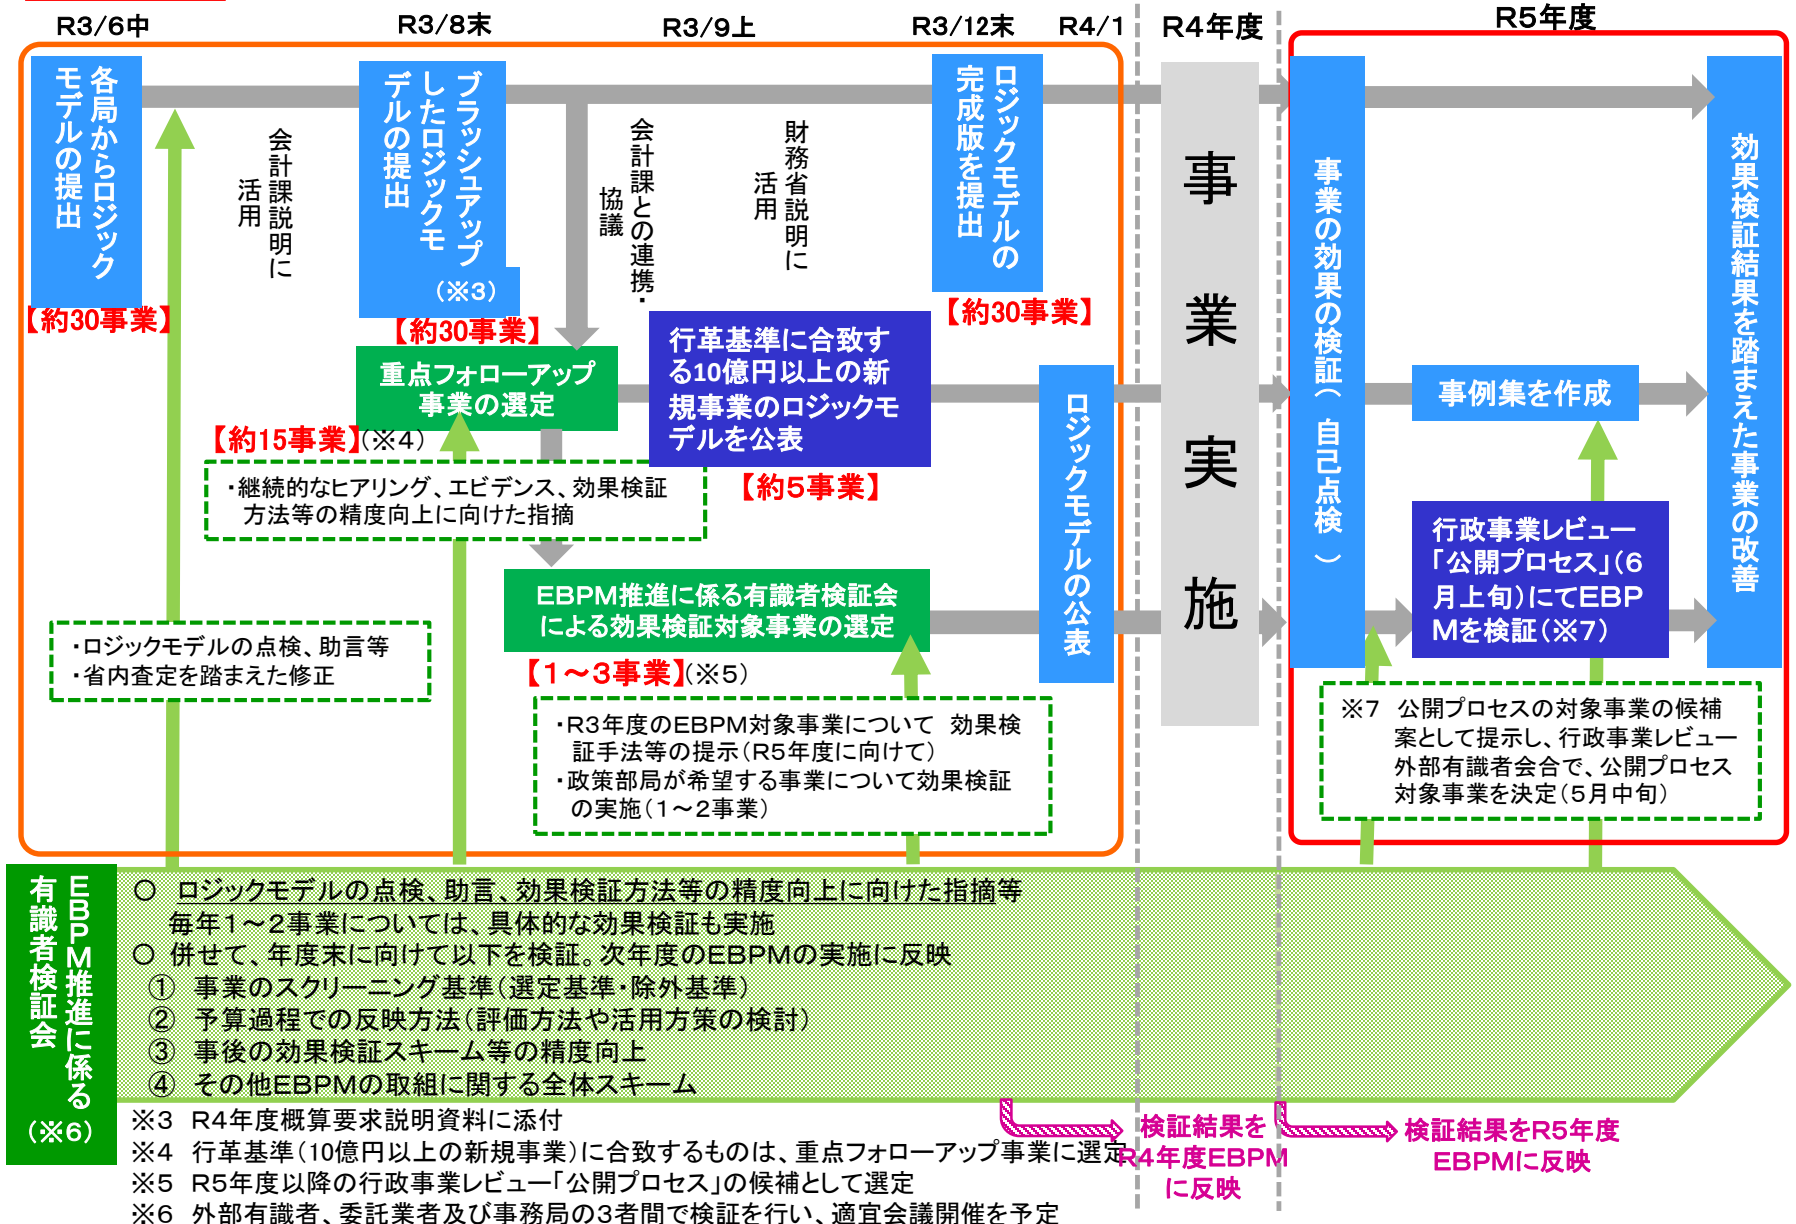 R3/6中
R3/8末
R3/9上
R3/12末
R4/1
R4年度
R5年度
各局からロジック
モデルの提出
【約30事業】
会計課説明に
活用
ブラッシュアップ
したロジックモ
デルの提出
（※3）
【約30事業】
会計課との連携・
協議
財務省説明に
活用
ロジックモデルの
完成版を提出
【約30事業】
重点フォローアップ
事業の選定
【約15事業】（※4）
・継続的なヒアリング、エビデンス、効果検証
方法等の精度向上に向けた指摘
行革基準に合致す
る10億円以上の新
規事業のロジックモ
デルを公表
【約5事業】
EBPM推進に係る有識者検証会
による効果検証対象事業の選定
【1～3事業】（※5）
・ロジックモデルの点検、助言等
・省内査定を踏まえた修正
・R3年度のEBPM対象事業について　効果検
証手法等の提示（R5年度に向けて）
・政策部局が希望する事業について効果検証
の実施（1～2事業）
ロジックモデルの公表
事業実施
事業の効果の検証（自己点検）
事例集を作成
行政事業レビュー
「公開プロセス」（6
月上旬）にてEBP
Mを検証（※7）
効果検証結果を踏まえた事業の改善
※7　公開プロセスの対象事業の候補
案として提示し、行政事業レビュー
外部有識者会合で、公開プロセス
対象事業を決定（5月中旬）
EBPM推進に係る
有識者検証会
（※6）
○　ロジックモデルの点検、助言、効果検証方法等の精度向上に向けた指摘等
毎年1～2事業については、具体的な効果検証も実施
○　併せて、年度末に向けて以下を検証。次年度のEBPMの実施に反映
①　事業のスクリーニング基準（選定基準・除外基準）
②　予算過程での反映方法（評価方法や活用方策の検討）
③　事後の効果検証スキーム等の精度向上
④　その他EBPMの取組に関する全体スキーム
※3　R4年度概算要求説明資料に添付
※4　行革基準（10億円以上の新規事業）に合致するものは、重点フォローアップ事業に選定
※5　R5年度以降の行政事業レビュー「公開プロセス」の候補として選定
※6　外部有識者、委託業者及び事務局の3者間で検証を行い、適宜会議開催を予定
検証結果を
R4年度EBPM
に反映
検証結果をR5年度
EBPMに反映